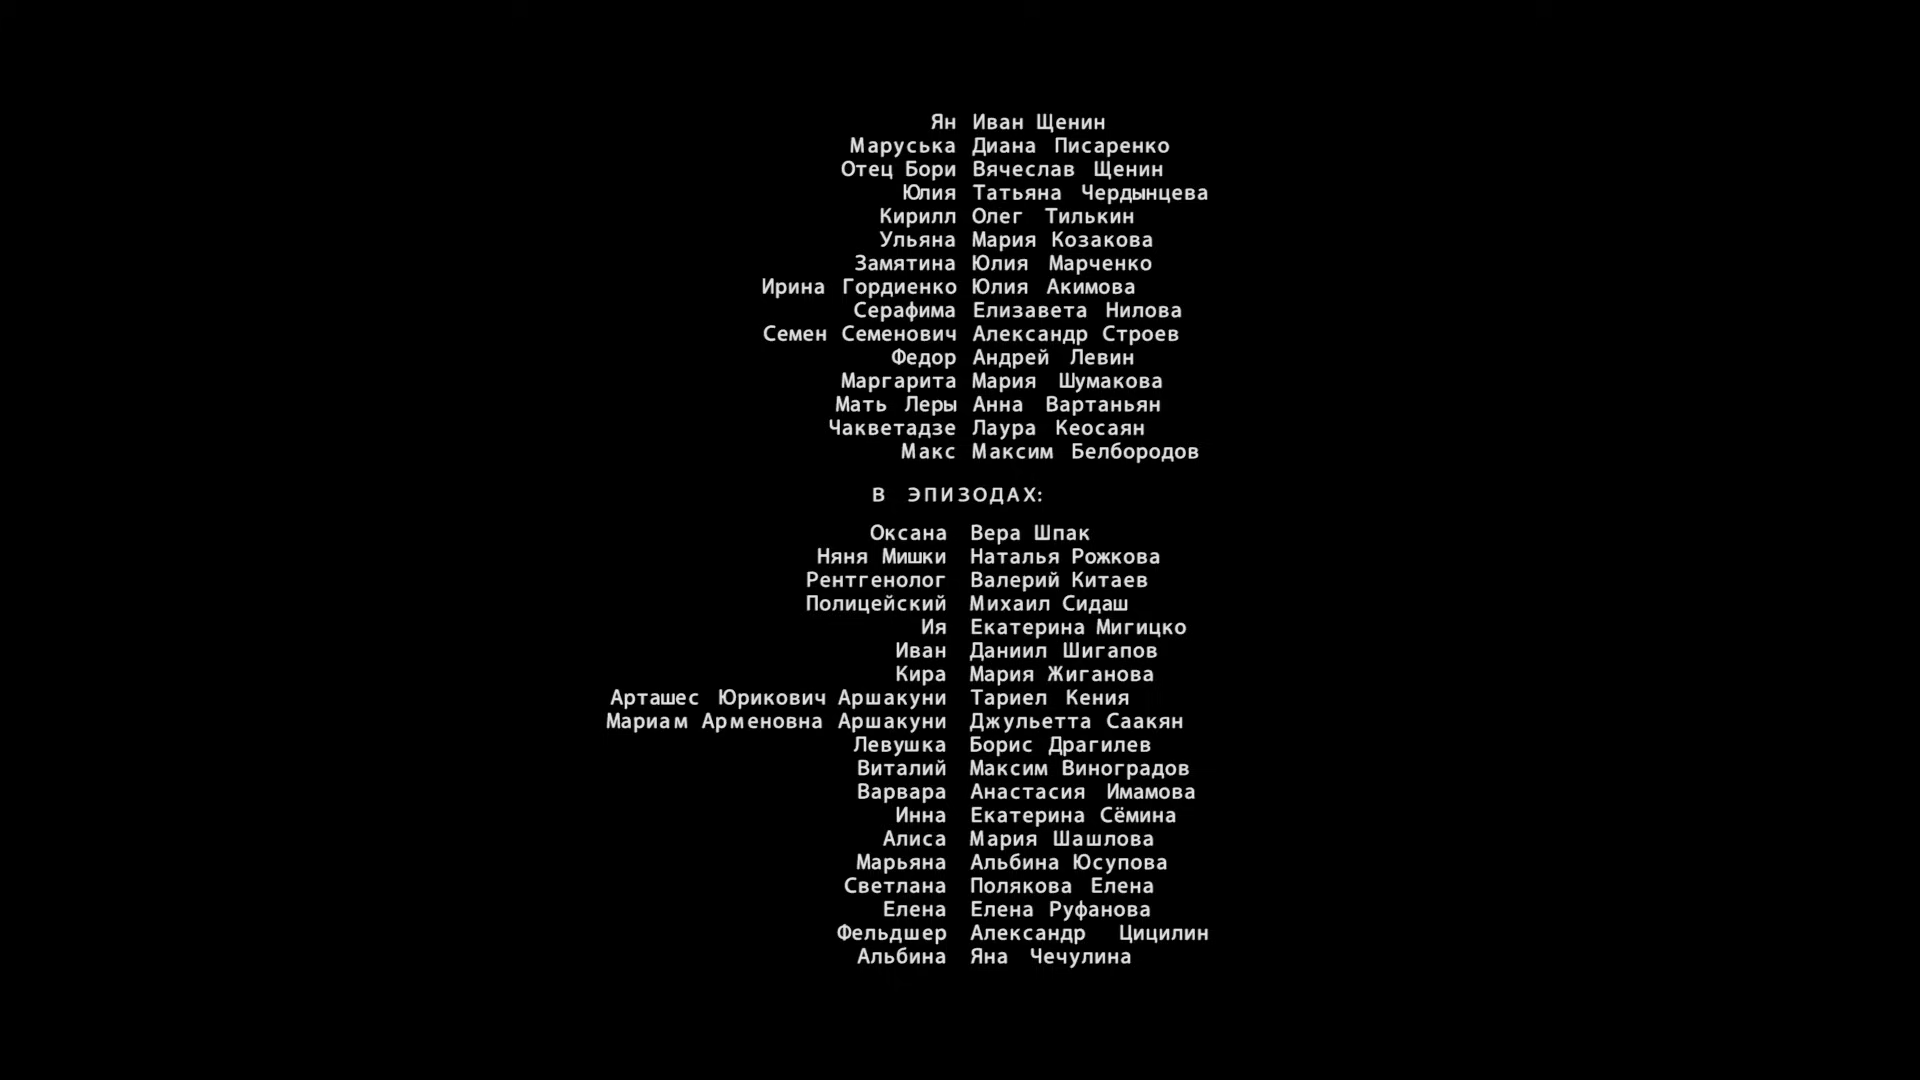 Ян Иван Щенин
Маруська Диана Писаренко
Отец Бори Вячеслав Щенин
Юлия Татьяна Чердынцева
Кирилл Олег Тилькин
Ульяна Мария Козакова
Замятина Юлия Марченко
Ирина Гордиенко Юлия Акимова
Серафима Елизавета Нилова
Семен Семенович Александр Строев
Федор Андрей Левин
Маргарита Мария Шумакова
Мать Леры Анна Вартаньян
Чакветадзе Лаура Кеосаян
Макс Максим Белбородов
В ЭПИЗОДАХ:
Оксана Вера Шпак
Няня Мишки Наталья Рожкова
Рентгенолог Валерий Китаев
Полицейский Михаил Сидаш
Ия Екатерина Мигицко
Иван Даниил Шигапов
Кира Мария Жиганова
Арташес Юрикович Аршакуни Тариел Кения
Мариам Арменовна Аршакуни Джульетта Саакян
Левушка Борис Драгилев
Виталий Максим Виноградов
Варвара Анастасия Имамова
Инна Екатерина Сёмина
Алиса Мария Шашлова
Марьяна Альбина Юсупова
Светлана Полякова Елена
Елена Елена Руфанова
Фельдшер Александр Цицилин
Альбина Яна Чечулина